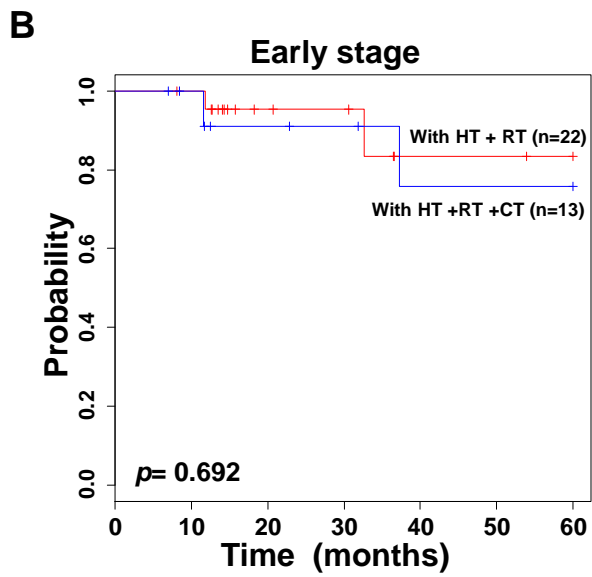 B
Early stage
Probability
1.0
0.8
0.6
0.4
0.2
0.0
With HT + RT (n=22)
With HT +RT +CT (n=13)
p= 0.692
0 10 20 30 40 50 60
Time (months)